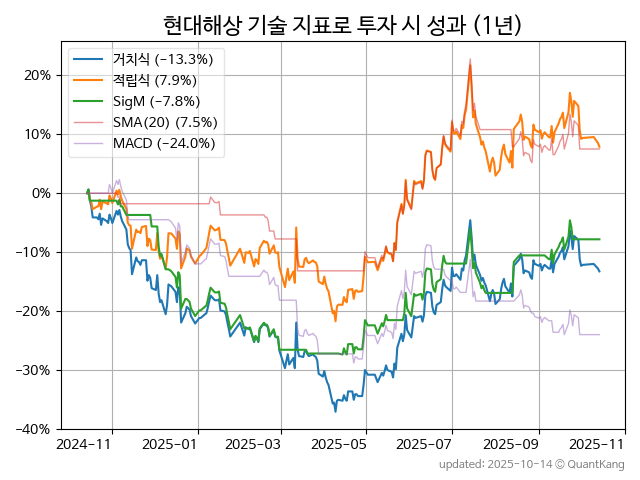 현대해상 기술 지표로 투자 시 성과 (1년)
거치식 (−13.3%)
적립식 (7.9%)
SigM (−7.8%)
SMA(20) (7.5%)
MACD (−24.0%)
20%
10%
0%
−10%
−20%
−30%
−40%
2024-11
2025-01
2025-03
2025-05
2025-07
2025-09
2025-11
updated: 2025-10-14 © QuantKang